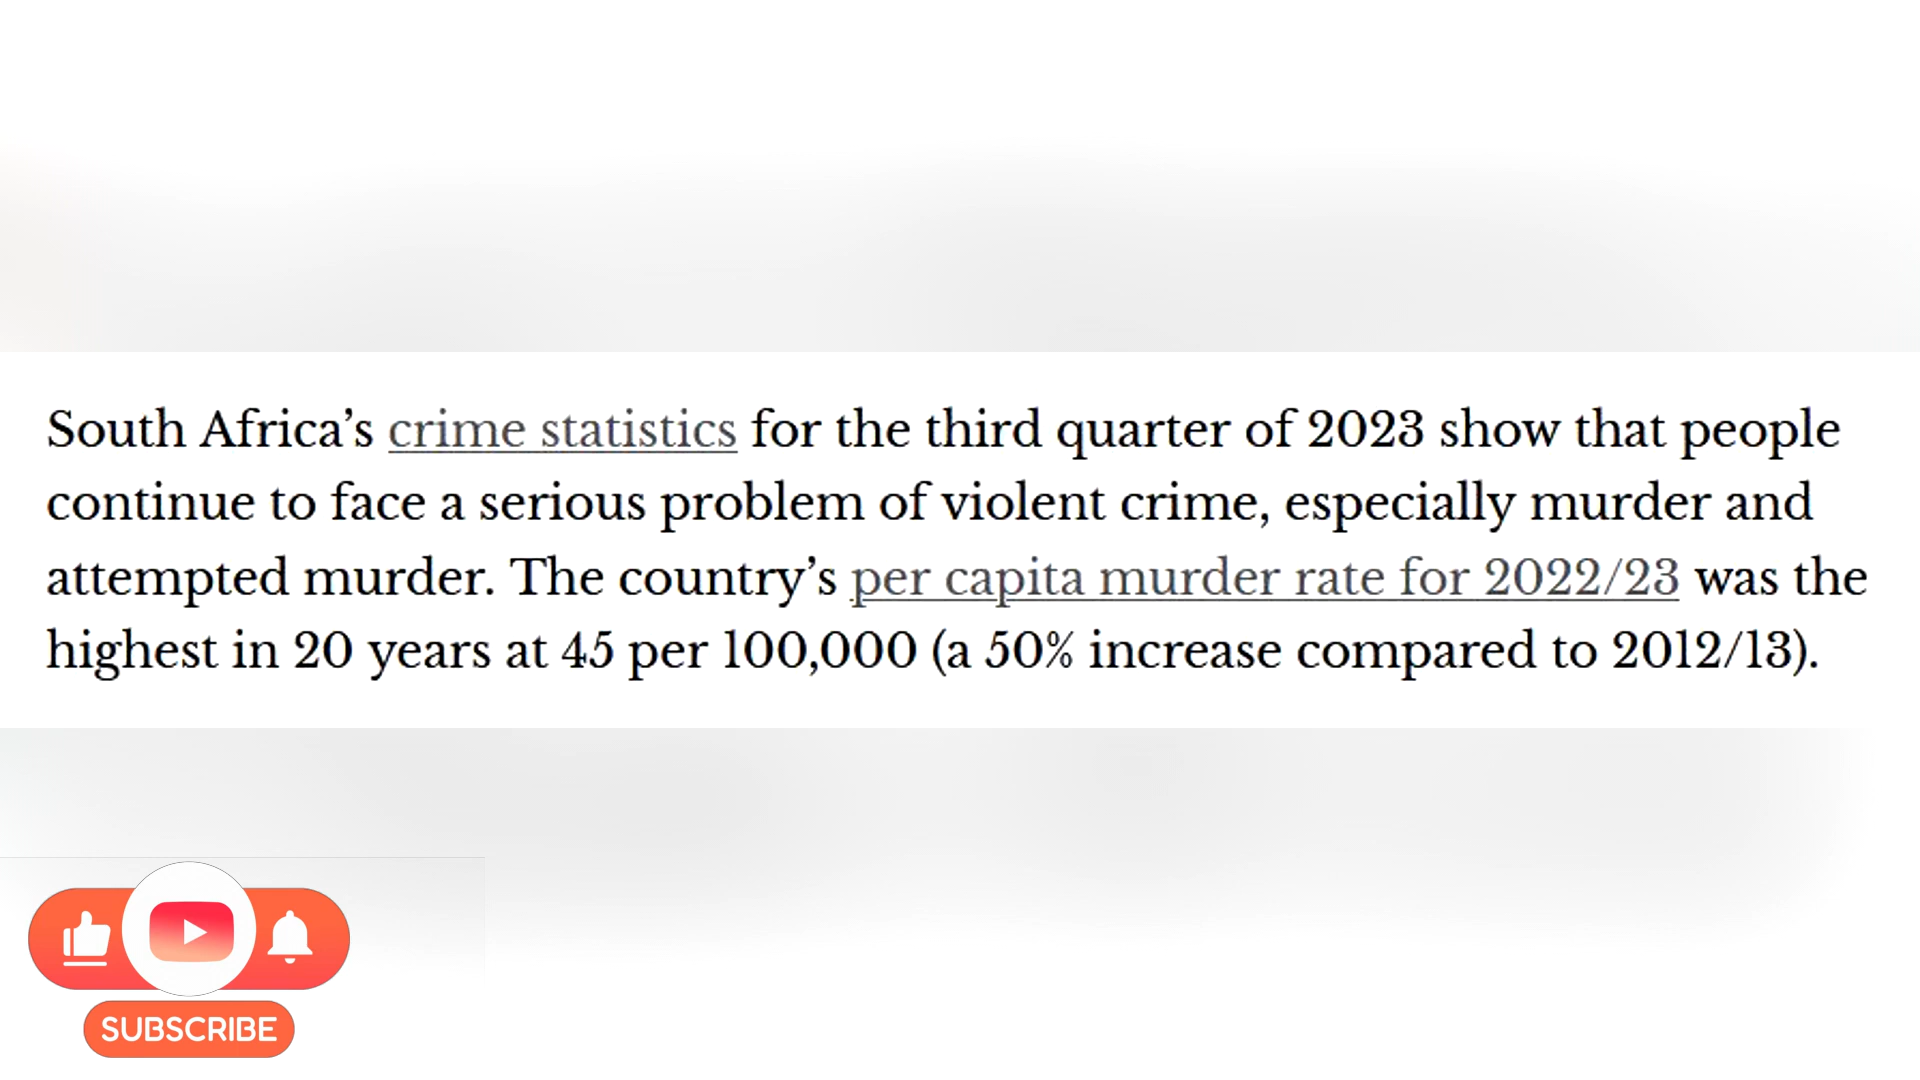 South Africa’s crime statistics for the third quarter of 2023 show that people
continue to face a serious problem of violent crime, especially murder and
attempted murder. The country’s per capita murder rate for 2022/23 was the
highest in 20 years at 45 per 100,000 (a 50% increase compared to 2012/13).
SUBSCRIBE